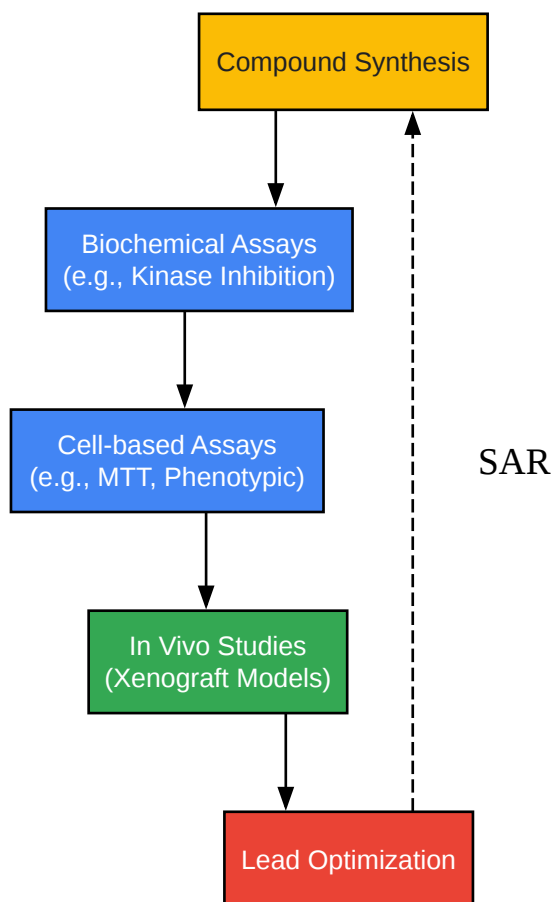 Compound Synthesis
Biochemical Assays
(e.g., Kinase Inhibition)
Cell-based Assays
(e.g., MTT, Phenotypic)
SAR
In Vivo Studies
(Xenograft Models)
Lead Optimization